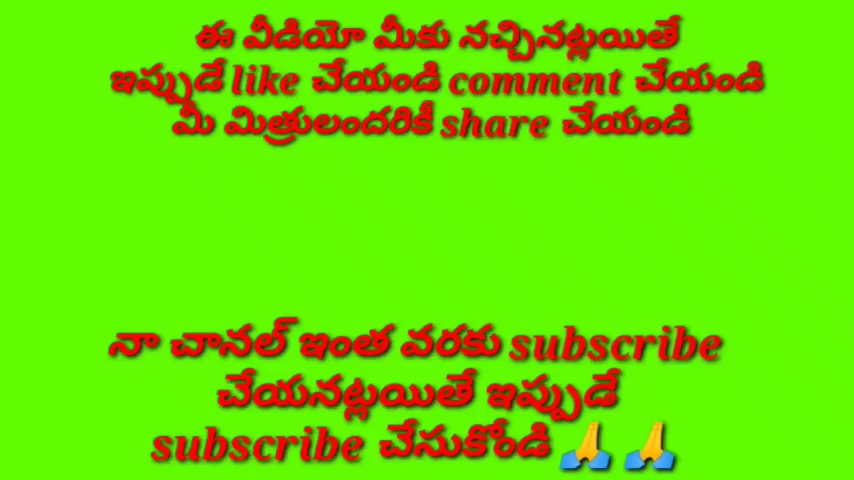 ఈ వీడియో మీకు నచ్చినట్లయితే
ఇప్పుడే like చేయండి comment చేయండి
మీ మిత్రులందరికీ share చేయండి
నా చానల్ ఇంత వరకు subscribe
చేయనట్లయితే ఇప్పుడే
subscribe చేసుకోండి 🙏 🙏